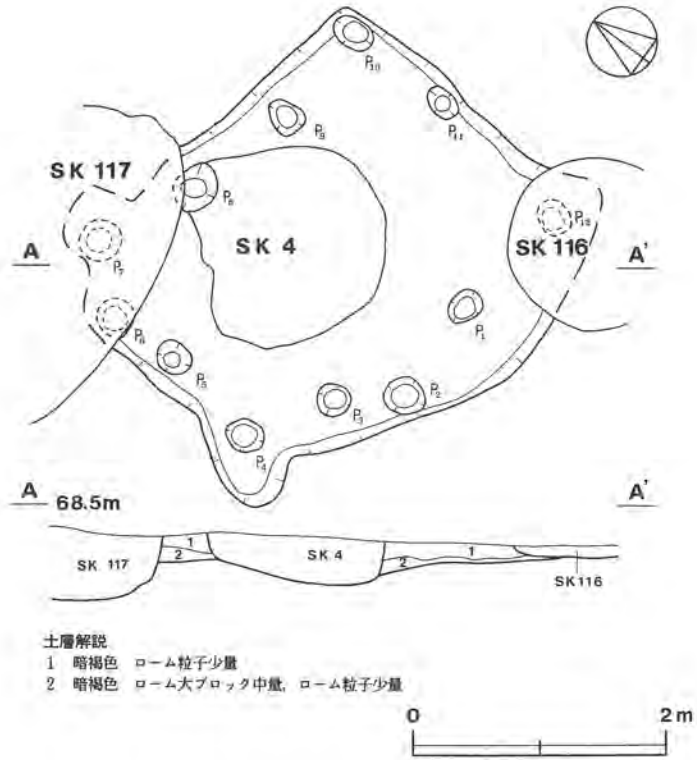 P10
P11
P9
SK 117
P8
P12
SK 4
SK 116
A
A'
P7
P1
P6
P5
P3
P2
P4
A 68.5m
A'
1
1
2
SK 4
2
SK 117
SK116
土層解説
1 暗褐色 ローム粒子少量
2 暗褐色 ローム大ブロック中量，ローム粒子少量
0
2m